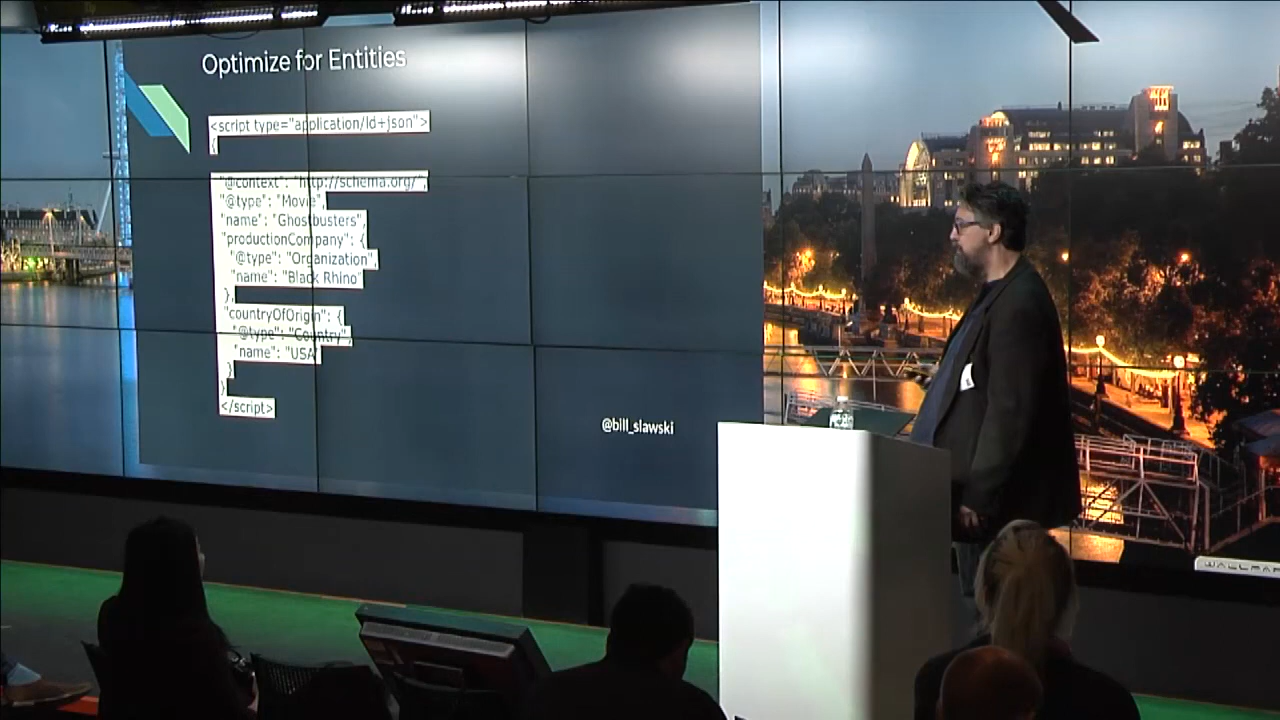 Optimize for Entities
<script type="application/ld+json">
{
"@context": "http://schema.org/",
"@type": "Movie",
"name": "Ghostbusters",
"productionCompany": {
"@type": "Organization",
"name": "Black Rhino"
},
"countryOfOrigin": {
"@type": "Country",
"name": "USA"
}
}
</script>
@bill_slawski